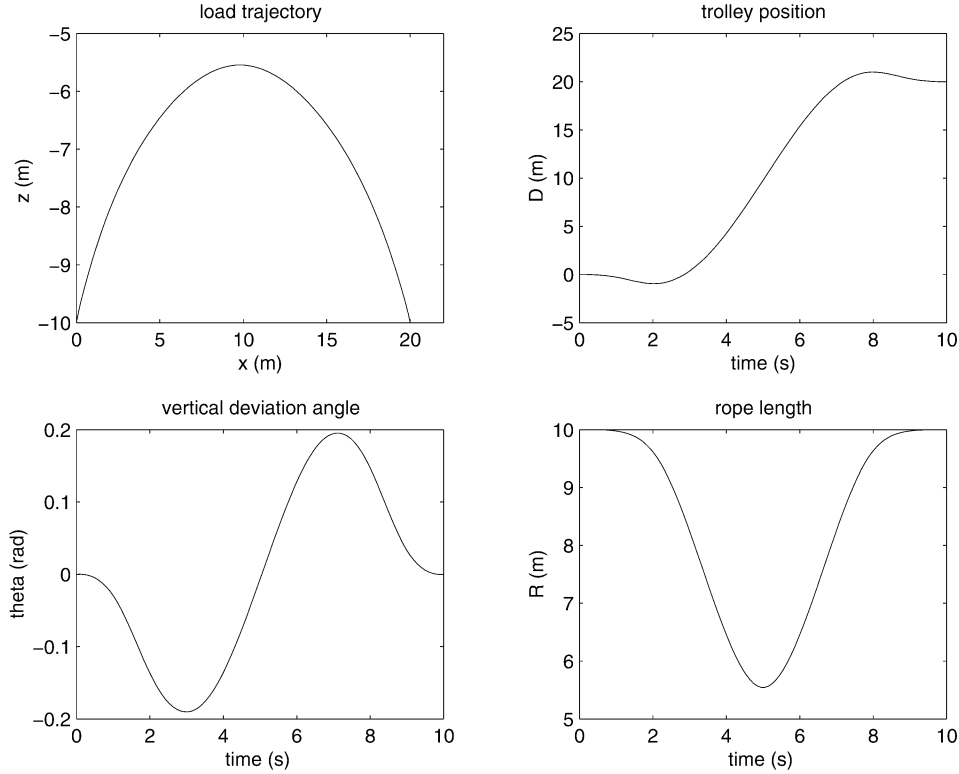 load trajectory
−5
−6
−7
−8
−9
−10
z (m)
0 5 10 15 20
x (m)
trolley position
25
20
15
10
5
0
−5
D (m)
0 2 4 6 8 10
time (s)
vertical deviation angle
0.2
0.1
0
−0.1
−0.2
theta (rad)
0 2 4 6 8 10
time (s)
rope length
10
9
8
7
6
5
R (m)
0 2 4 6 8 10
time (s)